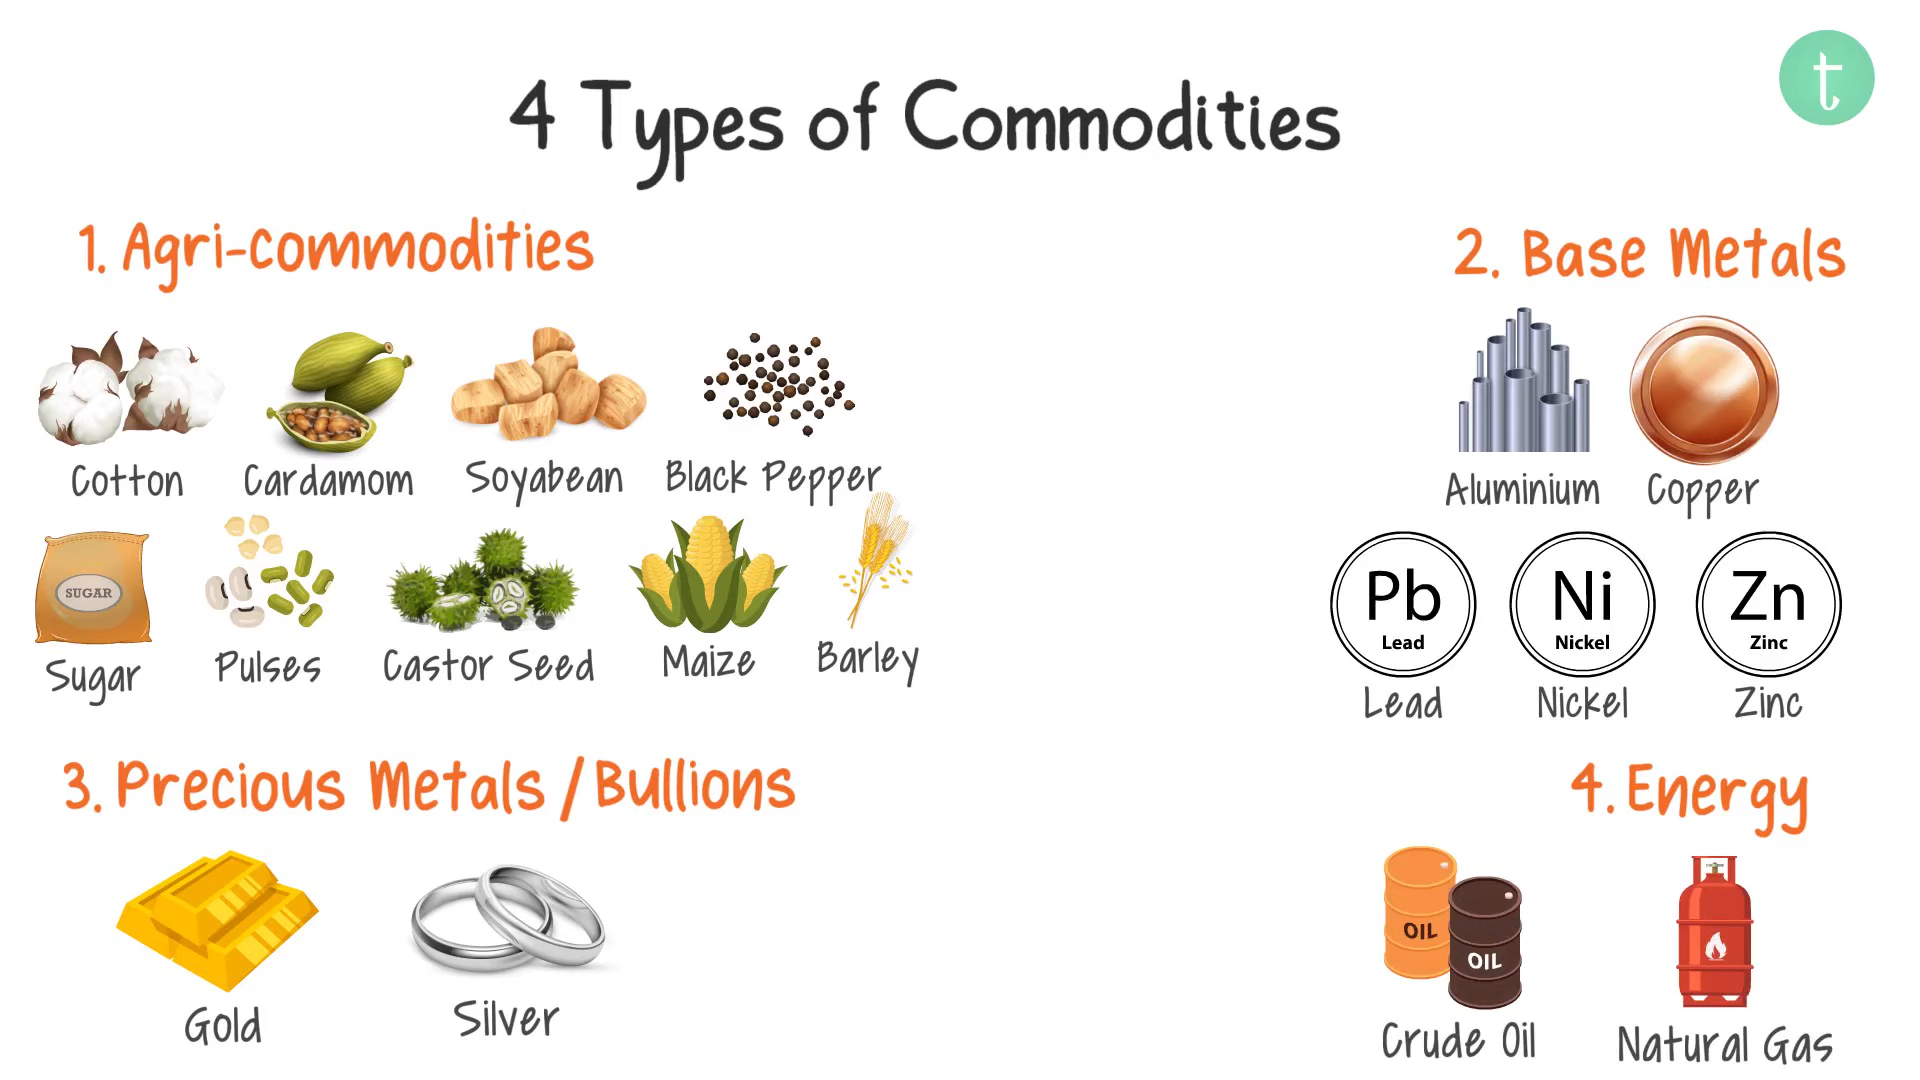 t
4 Types of Commodities
1. Agri-commodities
Cotton
Cardamom
Soyabean
Black Pepper
SUGAR
Sugar
Pulses
Castor Seed
Maize
Barley
2. Base Metals
Aluminium
Copper
Pb
Lead
Lead
Ni
Nickel
Nickel
Zn
Zinc
Zinc
3. Precious Metals / Bullions
Gold
Silver
4. Energy
OIL
OIL
Crude Oil
Natural Gas